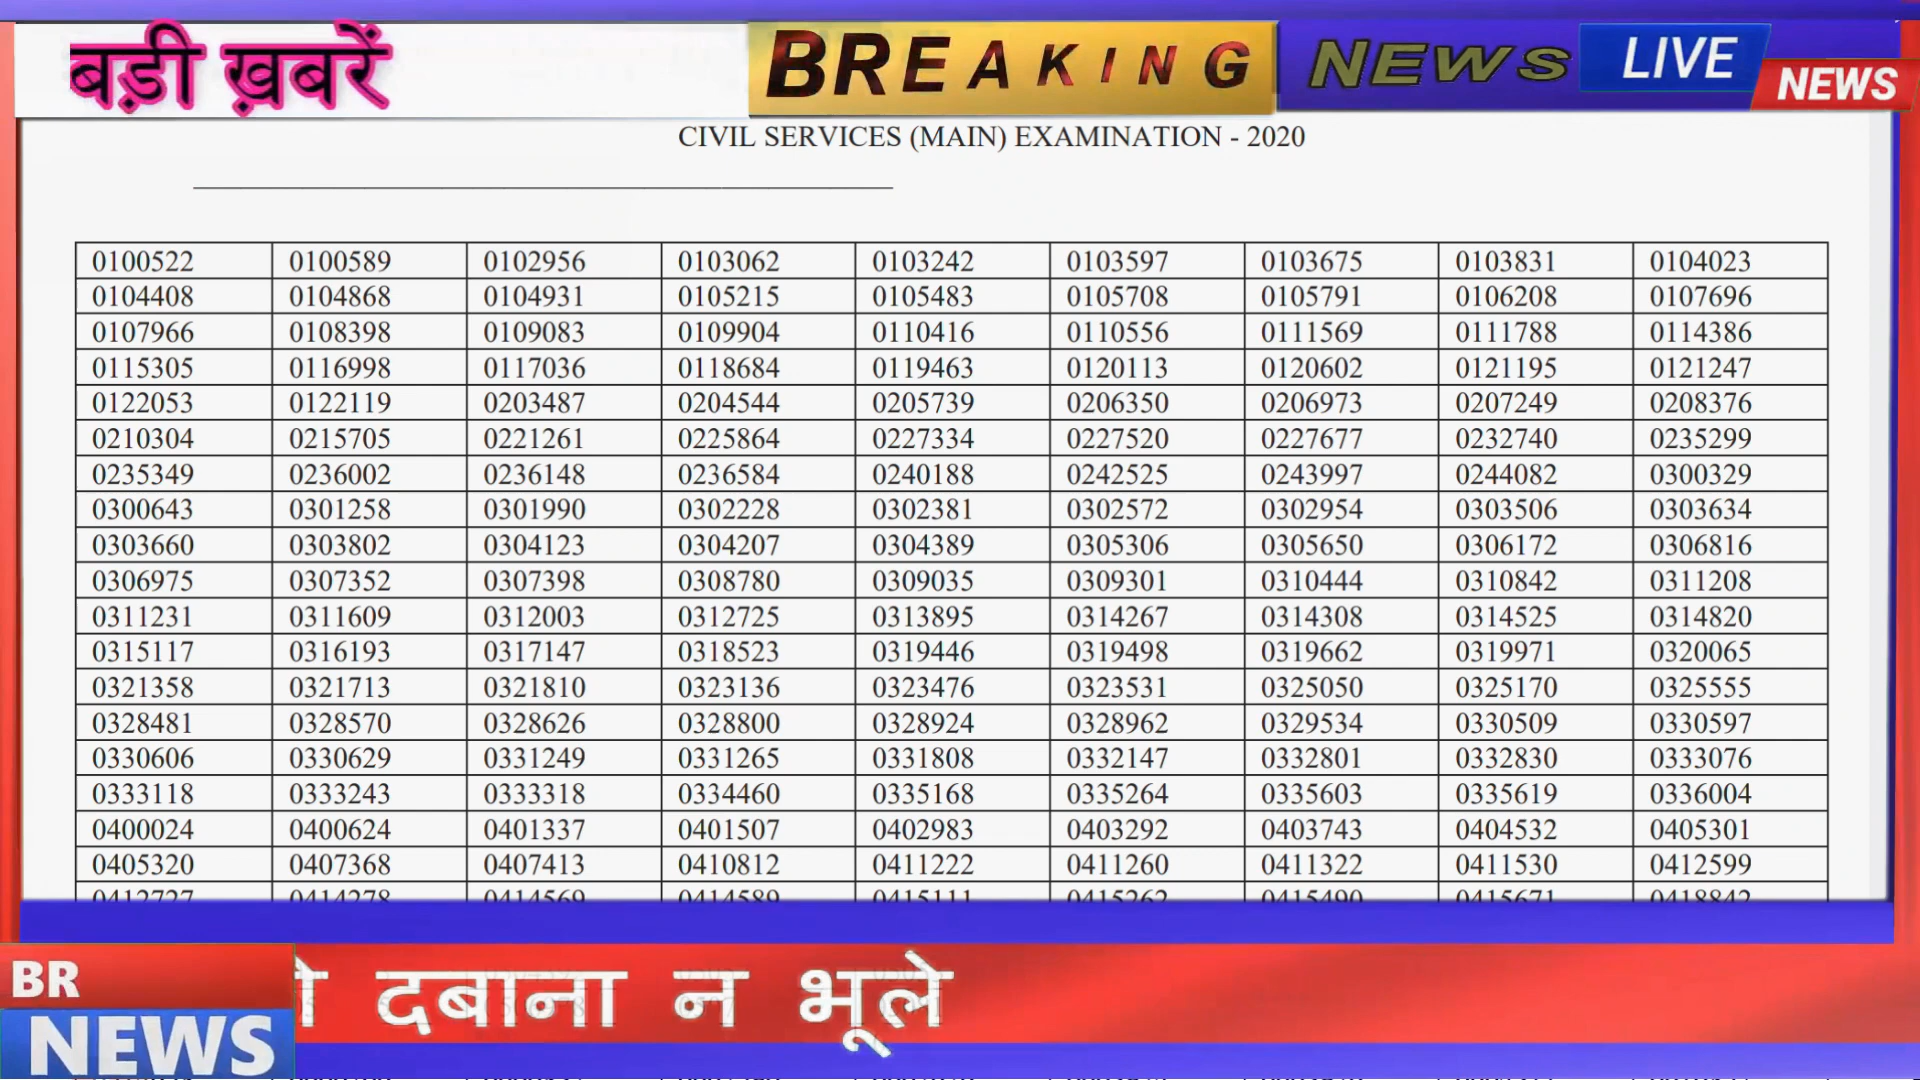 बड़ी ख़बरें BREAKING NEWS LIVE NEWS
CIVIL SERVICES (MAIN) EXAMINATION - 2020
0100522 0100589 0102956 0103062 0103242 0103597 0103675 0103831 0104023
0104408 0104868 0104931 0105215 0105483 0105708 0105791 0106208 0107696
0107966 0108398 0109083 0109904 0110416 0110556 0111569 0111788 0114386
0115305 0116998 0117036 0118684 0119463 0120113 0120602 0121195 0121247
0122053 0122119 0203487 0204544 0205739 0206350 0206973 0207249 0208376
0210304 0215705 0221261 0225864 0227334 0227520 0227677 0232740 0235299
0235349 0236002 0236148 0236584 0240188 0242525 0243997 0244082 0300329
0300643 0301258 0301990 0302228 0302381 0302572 0302954 0303506 0303634
0303660 0303802 0304123 0304207 0304389 0305306 0305650 0306172 0306816
0306975 0307352 0307398 0308780 0309035 0309301 0310444 0310842 0311208
0311231 0311609 0312003 0312725 0313895 0314267 0314308 0314525 0314820
0315117 0316193 0317147 0318523 0319446 0319498 0319662 0319971 0320065
0321358 0321713 0321810 0323136 0323476 0323531 0325050 0325170 0325555
0328481 0328570 0328626 0328800 0328924 0328962 0329534 0330509 0330597
0330606 0330629 0331249 0331265 0331808 0332147 0332801 0332830 0333076
0333118 0333243 0333318 0334460 0335168 0335264 0335603 0335619 0336004
0400024 0400624 0401337 0401507 0402983 0403292 0403743 0404532 0405301
0405320 0407368 0407413 0410812 0411222 0411260 0411322 0411530 0412599
0412727 0414278 0414569 0414589 0415111 0415262 0415490 0415671 0418842
BR
NEWS
दबाना न भूले